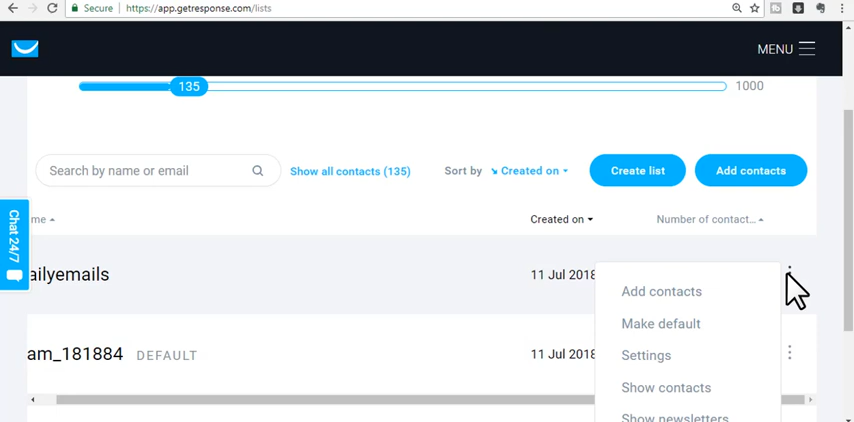 Secure https://app.getresponse.com/lists
MENU
135 1000
Search by name or email Show all contacts (135) Sort by Created on Create list Add contacts
me Created on Number of contact...
Chat 24/7
ailyemails 11 Jul 2018
Add contacts
Make default
am_181884 DEFAULT 11 Jul 2018
Settings
Show contacts
Show newsletters